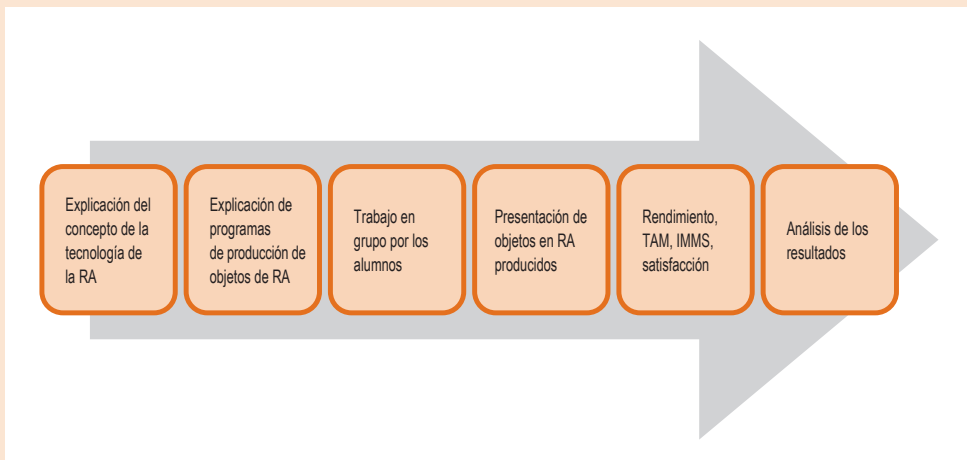 Explicación del
concepto de la
tecnología de
la RA
Explicación de
programas
de producción de
objetos de RA
Trabajo en
grupo por los
alumnos
Presentación de
objetos en RA
producidos
Rendimiento,
TAM, IMMS,
satisfacción
Análisis de los
resultados